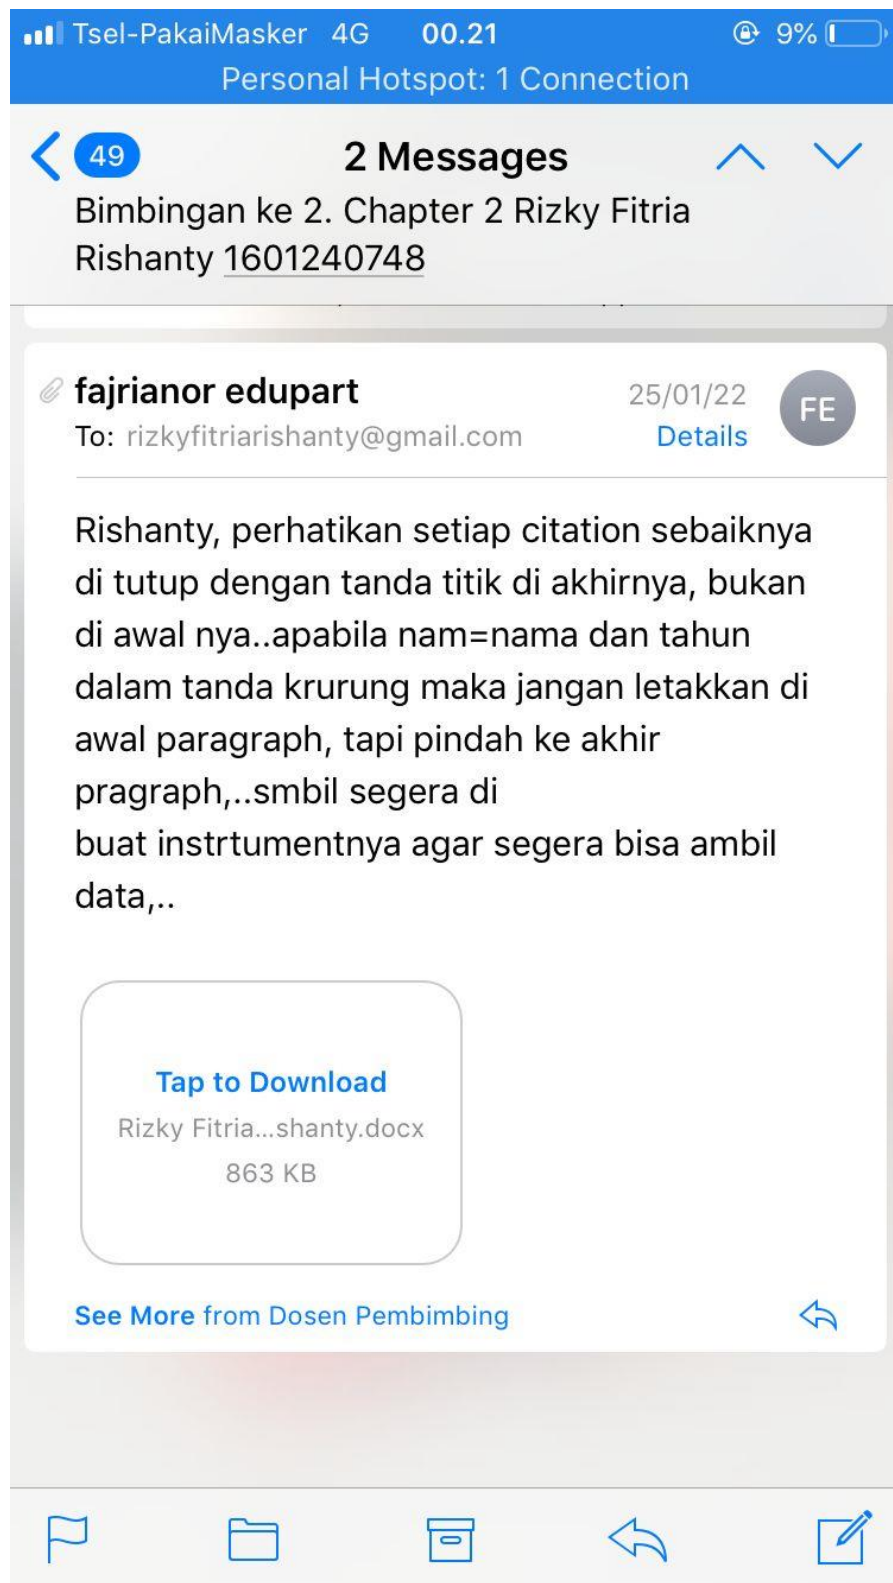 Tsel-PakaiMasker 4G 00.21 9%
Personal Hotspot: 1 Connection
49 2 Messages
Bimbingan ke 2. Chapter 2 Rizky Fitria
Rishanty 1601240748
fajrianor edupart 25/01/22 FE
To: rizkyfitriarishanty@gmail.com Details
Rishanty, perhatikan setiap citation sebaiknya
di tutup dengan tanda titik di akhirnya, bukan
di awal nya..apabila nam=nama dan tahun
dalam tanda krurung maka jangan letakkan di
awal paragraph, tapi pindah ke akhir
pragraph,..smbil segera di
buat instrtumentnya agar segera bisa ambil
data,..
Tap to Download
Rizky Fitria...shanty.docx
863 KB
See More from Dosen Pembimbing